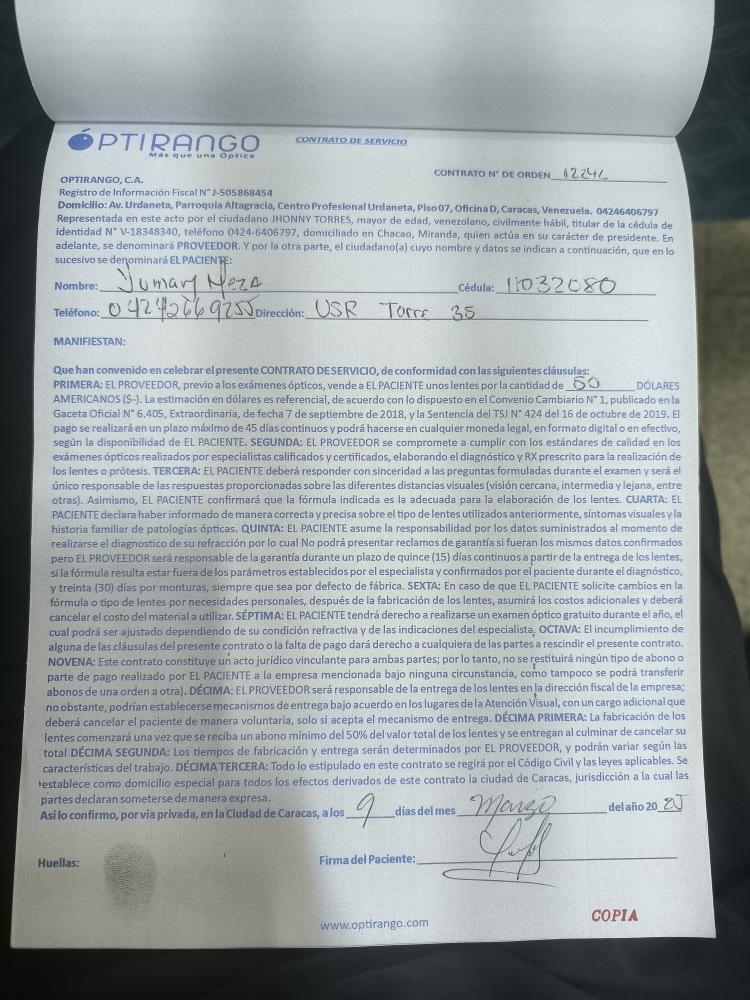 ÓPTIRANGO
Más que una Óptica
CONTRATO DE SERVICIO
CONTRATO N° DE ORDEN
OPTIRANGO, C.A.
Registro de Información Fiscal N° J-505868454
Domicilio: Av. Urdaneta, Parroquia Altagracia, Centro Profesional Urdaneta, Piso 07, Oficina D, Caracas, Venezuela. 04246406797
Representada en este acto por el ciudadano JHONNY TORRES, mayor de edad, venezolano, civilmente hábil, titular de la cédula de
identidad N° V-18348340, teléfono 0424-6406797, domiciliado en Chacao, Miranda, quien actúa en su carácter de presidente. En
adelante, se denominará PROVEEDOR. Y por la otra parte, el ciudadano(a) cuyo nombre y datos se indican a continuación, que en lo
sucesivo se denominará EL PACIENTE:
Nombre: Yumary Meza Cédula: 11032080
Teléfono: 04242669255 Dirección: USR Torre 35
MANIFIESTAN:
Que han convenido en celebrar el presente CONTRATO DE SERVICIO, de conformidad con las siguientes cláusulas:
PRIMERA: EL PROVEEDOR, previo a los exámenes ópticos, vende a EL PACIENTE unos lentes por la cantidad de 50 DÓLARES
AMERICANOS ($-). La estimación en dólares es referencial, de acuerdo con lo dispuesto en el Convenio Cambiario N° 1, publicado en la
Gaceta Oficial N° 6.405, Extraordinaria, de fecha 7 de septiembre de 2018, y la Sentencia del TSJ N° 424 del 16 de octubre de 2019. El
pago se realizará en un plazo máximo de 45 días continuos y podrá hacerse en cualquier moneda legal, en formato digital o en efectivo,
según la disponibilidad de EL PACIENTE. SEGUNDA: EL PROVEEDOR se compromete a cumplir con los estándares de calidad en los
exámenes ópticos realizados por especialistas calificados y certificados, elaborando el diagnóstico y RX prescrito para la realización de
los lentes o prótesis. TERCERA: EL PACIENTE deberá responder con sinceridad a las preguntas formuladas durante el examen y será el
único responsable de las respuestas proporcionadas sobre las diferentes distancias visuales (visión cercana, intermedia y lejana, entre
otras). Asimismo, EL PACIENTE confirmará que la fórmula indicada es la adecuada para la elaboración de los lentes. CUARTA: EL
PACIENTE declara haber informado de manera correcta y precisa sobre el tipo de lentes utilizados anteriormente, síntomas visuales y la
historia familiar de patologías ópticas. QUINTA: EL PACIENTE asume la responsabilidad por los datos suministrados al momento de
realizarse el diagnostico de su refracción por lo cual No podrá presentar reclamos de garantía si fueran los mismos datos confirmados
pero EL PROVEEDOR será responsable de la garantía durante un plazo de quince (15) días continuos a partir de la entrega de los lentes,
si la fórmula resulta estar fuera de los parámetros establecidos por el especialista y confirmados por el paciente durante el diagnóstico,
y treinta (30) días por monturas, siempre que sea por defecto de fábrica. SEXTA: En caso de que EL PACIENTE solicite cambios en la
fórmula o tipo de lentes por necesidades personales, después de la fabricación de los lentes, asumirá los costos adicionales y deberá
cancelar el costo del material a utilizar. SÉPTIMA: EL PACIENTE tendrá derecho a realizarse un examen óptico gratuito durante el año, el
cual podrá ser ajustado dependiendo de su condición refractiva y de las indicaciones del especialista. OCTAVA: El incumplimiento de
alguna de las cláusulas del presente contrato o la falta de pago dará derecho a cualquiera de las partes a rescindir el presente contrato.
NOVENA: Este contrato constituye un acto jurídico vinculante para ambas partes; por lo tanto, no se restituirá ningún tipo de abono o
parte de pago realizado por EL PACIENTE a la empresa mencionada bajo ninguna circunstancia, como tampoco se podrá transferir
abonos de una orden a otra). DÉCIMA: EL PROVEEDOR será responsable de la entrega de los lentes en la dirección fiscal de la empresa;
no obstante, podrían establecerse mecanismos de entrega bajo acuerdo en los lugares de la Atención Visual, con un cargo adicional que
deberá cancelar el paciente de manera voluntaria, solo si acepta el mecanismo de entrega. DÉCIMA PRIMERA: La fabricación de los
lentes comenzará una vez que se reciba un abono mínimo del 50% del valor total de los lentes y se entregan al culminar de cancelar su
total DÉCIMA SEGUNDA: Los tiempos de fabricación y entrega serán determinados por EL PROVEEDOR, y podrán variar según las
características del trabajo. DÉCIMA TERCERA: Todo lo estipulado en este contrato se regirá por el Código Civil y las leyes aplicables. Se
establece como domicilio especial para todos los efectos derivados de este contrato la ciudad de Caracas, jurisdicción a la cual las
partes declaran someterse de manera expresa.
Así lo confirmo, por vía privada, en la Ciudad de Caracas, a los 9 días del mes Marzo del año 20 25
Huellas:
Firma del Paciente:
www.optirango.com
COPIA